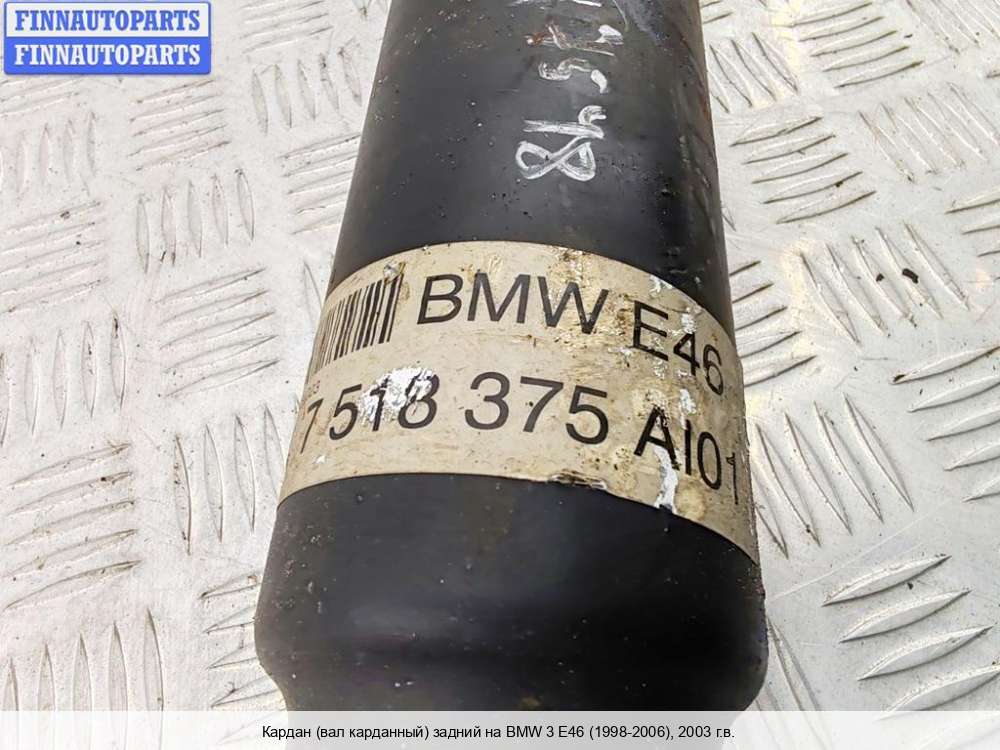 FINNAUTOPARTS
FINNAUTOPARTS
BMW E46
7 518 375 AI01
Кардан (вал карданный) задний на BMW 3 E46 (1998-2006), 2003 г.в.